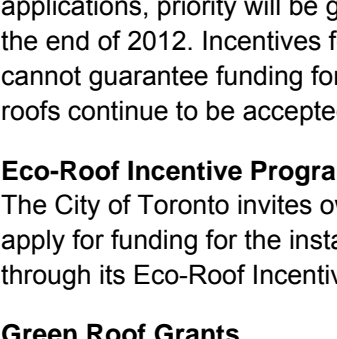 applications, priority will be g
the end of 2012. Incentives f
cannot guarantee funding for
roofs continue to be accepte
Eco-Roof Incentive Progra
The City of Toronto invites o
apply for funding for the insta
through its Eco-Roof Incenti
Green Roof Grants